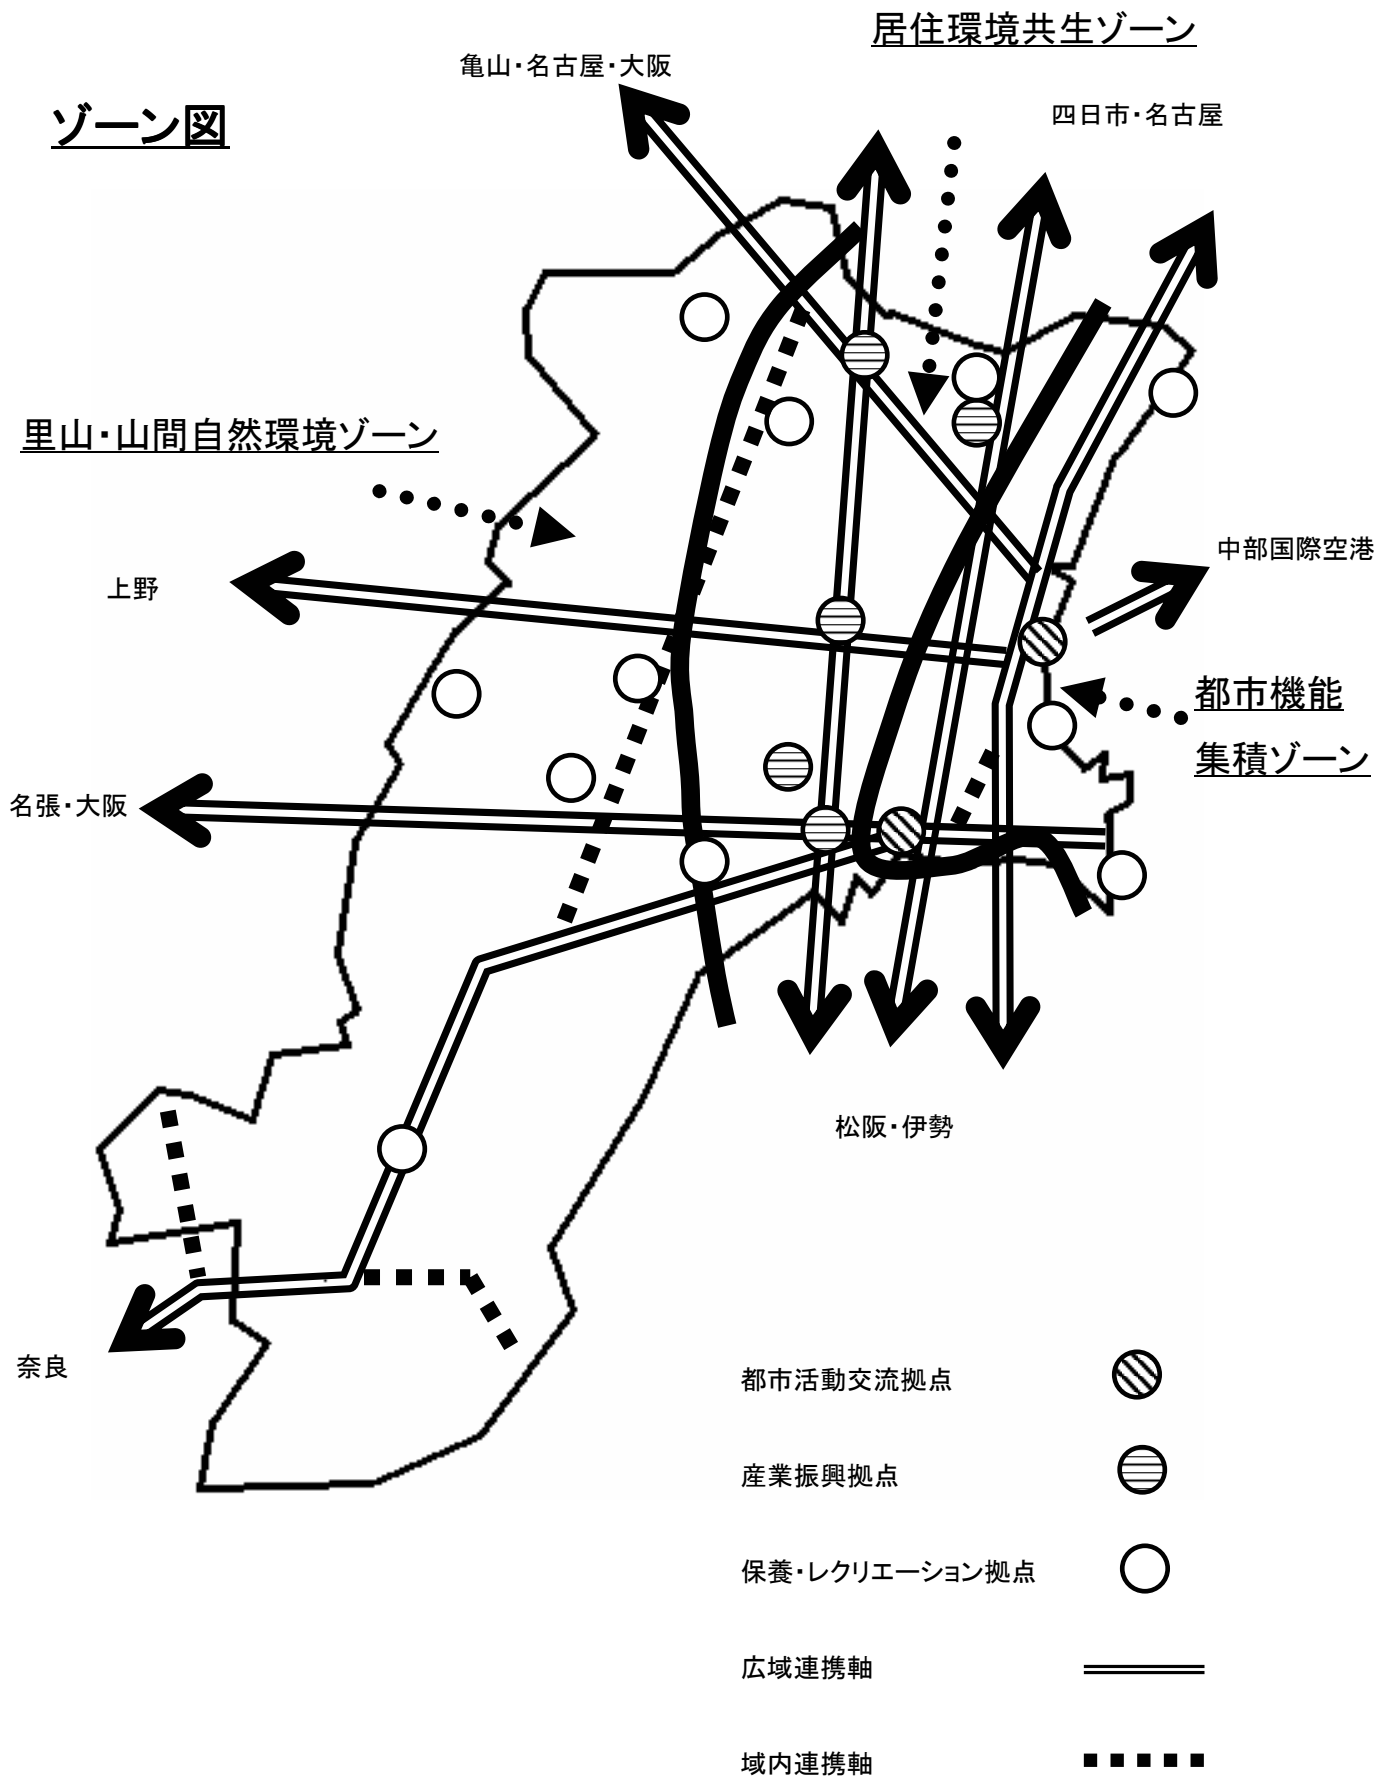 居住環境共生ゾーン
亀山・名古屋・大阪
ゾーン図
四日市・名古屋
里山・山間自然環境ゾーン
中部国際空港
上野
都市機能
集積ゾーン
名張・大阪
松阪・伊勢
奈良
都市活動交流拠点
産業振興拠点
保養・レクリエーション拠点
広域連携軸
域内連携軸